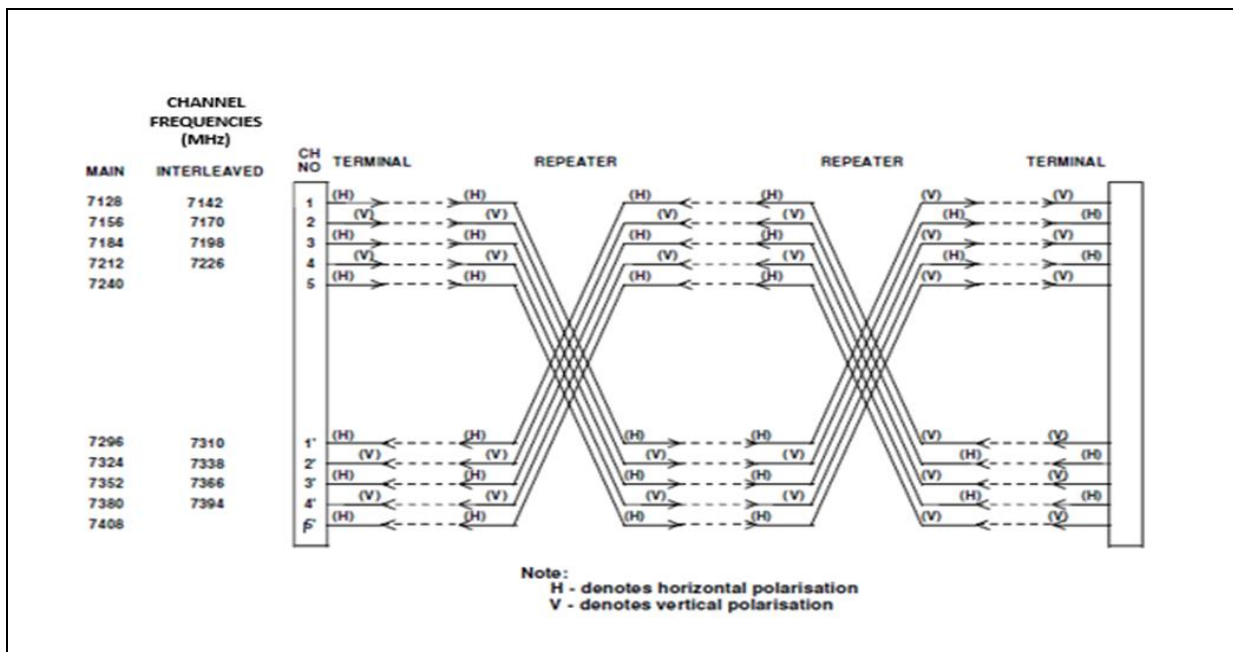 CHANNEL
FREQUENCIES
(MHz)
MAIN INTERLEAVED CH NO TERMINAL REPEATER REPEATER TERMINAL
7128 7142 1 (H) (H) (H) (H) (V) (V)
7156 7170 2 (V) (V) (V) (V) (H) (H)
7184 7198 3 (H) (H) (H) (H) (V) (V)
7212 7226 4 (V) (V) (V) (V) (H) (H)
7240 5 (H) (H) (H) (H) (V) (V)
7296 7310 1' (H) (H) (H) (H) (V) (V)
7324 7338 2' (V) (V) (V) (V) (H) (H)
7352 7366 3' (H) (H) (H) (H) (V) (V)
7380 7394 4' (V) (V) (V) (V) (H) (H)
7408 5' (H) (H) (H) (H) (V) (V)
Note:
H - denotes horizontal polarisation
V - denotes vertical polarisation